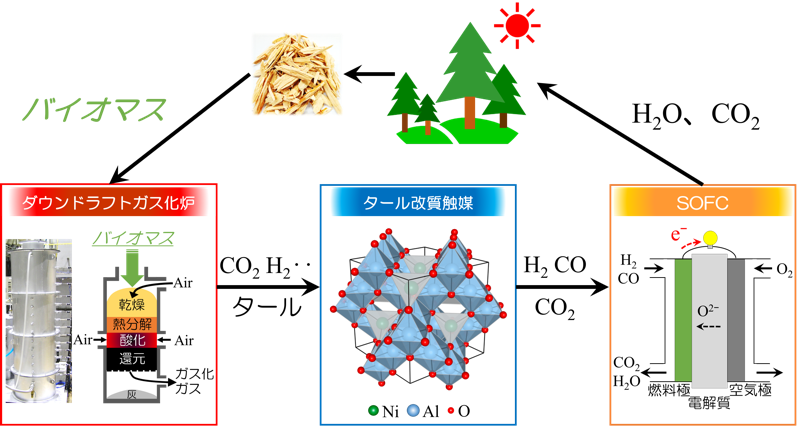 バイオマス
H₂O、CO₂
ダウンドラフトガス化炉
バイオマス
Air
乾燥
熱分解
Air
酸化
Air
還元
ガス化
ガス
灰
CO₂ H₂··
タール
タール改質触媒
Ni
Al
O
H₂ CO
CO₂
SOFC
e⁻
H₂
CO
O₂
O²⁻
CO₂
H₂O
燃料極
電解質
空気極